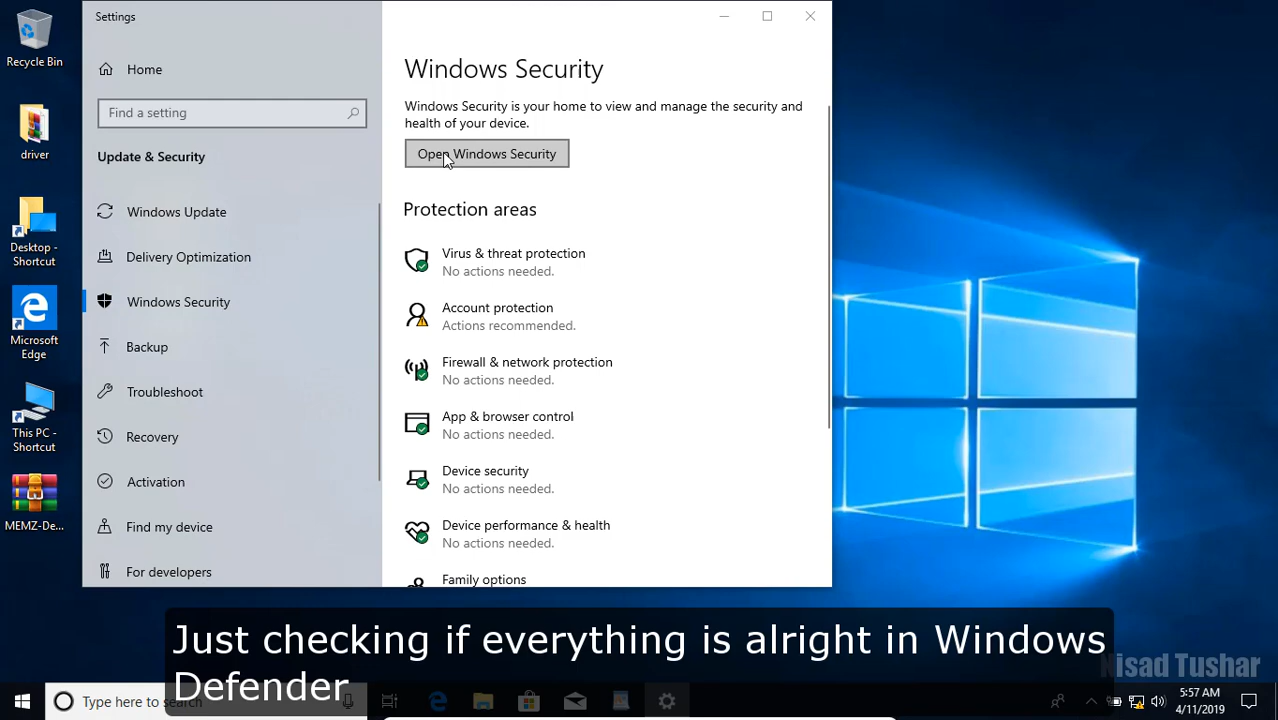 Recycle Bin
driver
Desktop -
Shortcut
Microsoft
Edge
This PC -
Shortcut
MEMZ-De...
Settings
Home
Find a setting
Update & Security
Windows Update
Delivery Optimization
Windows Security
Backup
Troubleshoot
Recovery
Activation
Find my device
For developers
Windows Security
Windows Security is your home to view and manage the security and
health of your device.
Open Windows Security
Protection areas
Virus & threat protection
No actions needed.
Account protection
Actions recommended.
Firewall & network protection
No actions needed.
App & browser control
No actions needed.
Device security
No actions needed.
Device performance & health
No actions needed.
Family options
Just checking if everything is alright in Windows
Defender
Nisad Tushar
Type here to search
5:57 AM
4/11/2019